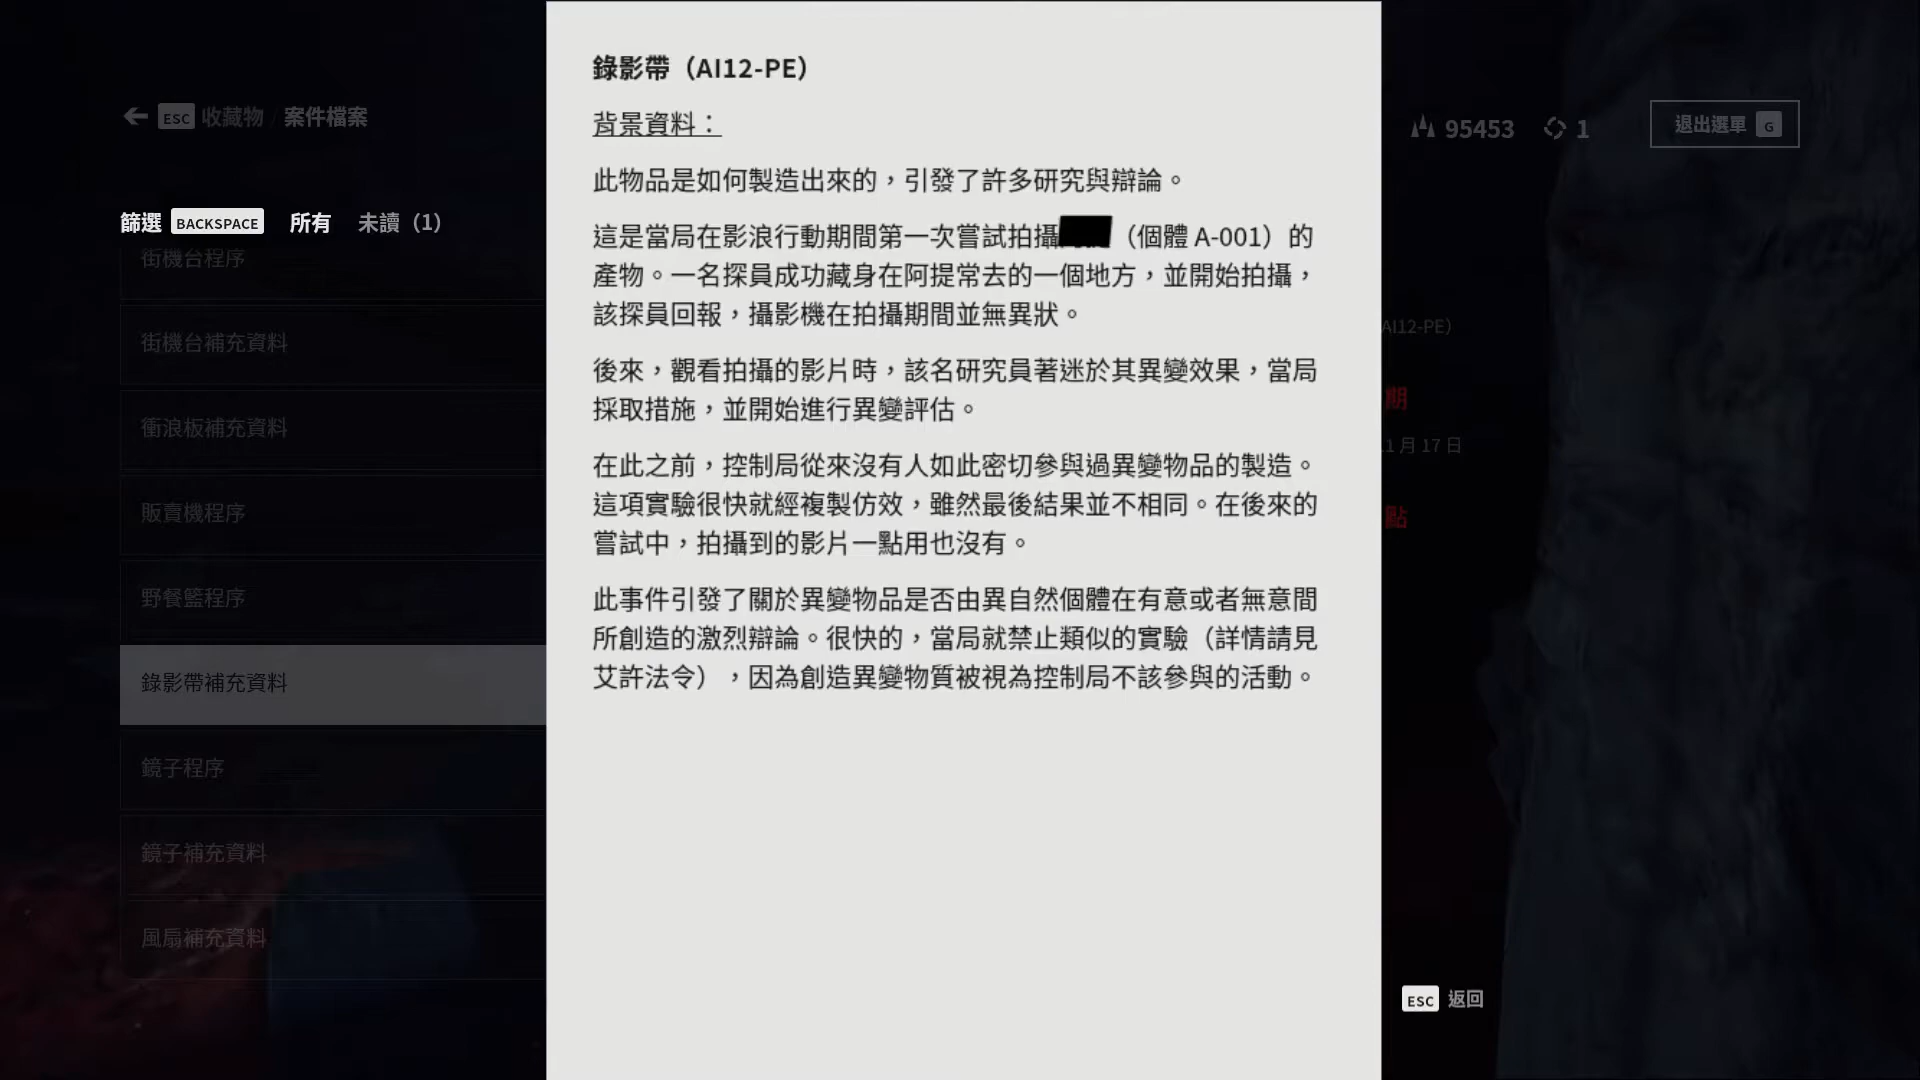 ESC 收藏物 / 案件檔案
95453 1
退出選單 G
篩選 BACKSPACE 所有 未讀（1）
街機台程序
街機台補充資料
衝浪板補充資料
販賣機程序
野餐籃程序
錄影帶補充資料
鏡子程序
鏡子補充資料
風扇補充資料
錄影帶（AI12-PE）
背景資料：
此物品是如何製造出來的，引發了許多研究與辯論。
這是當局在影浪行動期間第一次嘗試拍攝（個體 A-001）的
產物。一名探員成功藏身在阿提常去的一個地方，並開始拍攝，
該探員回報，攝影機在拍攝期間並無異狀。
後來，觀看拍攝的影片時，該名研究員著迷於其異變效果，當局
採取措施，並開始進行異變評估。
在此之前，控制局從來沒有人如此密切參與過異變物品的製造。
這項實驗很快就經複製仿效，雖然最後結果並不相同。在後來的
嘗試中，拍攝到的影片一點用也沒有。
此事件引發了關於異變物品是否由異自然個體在有意或者無意間
所創造的激烈辯論。很快的，當局就禁止類似的實驗（詳情請見
艾許法令），因為創造異變物質被視為控制局不該參與的活動。
AI12-PE）
期
1 月 17 日
點
ESC 返回